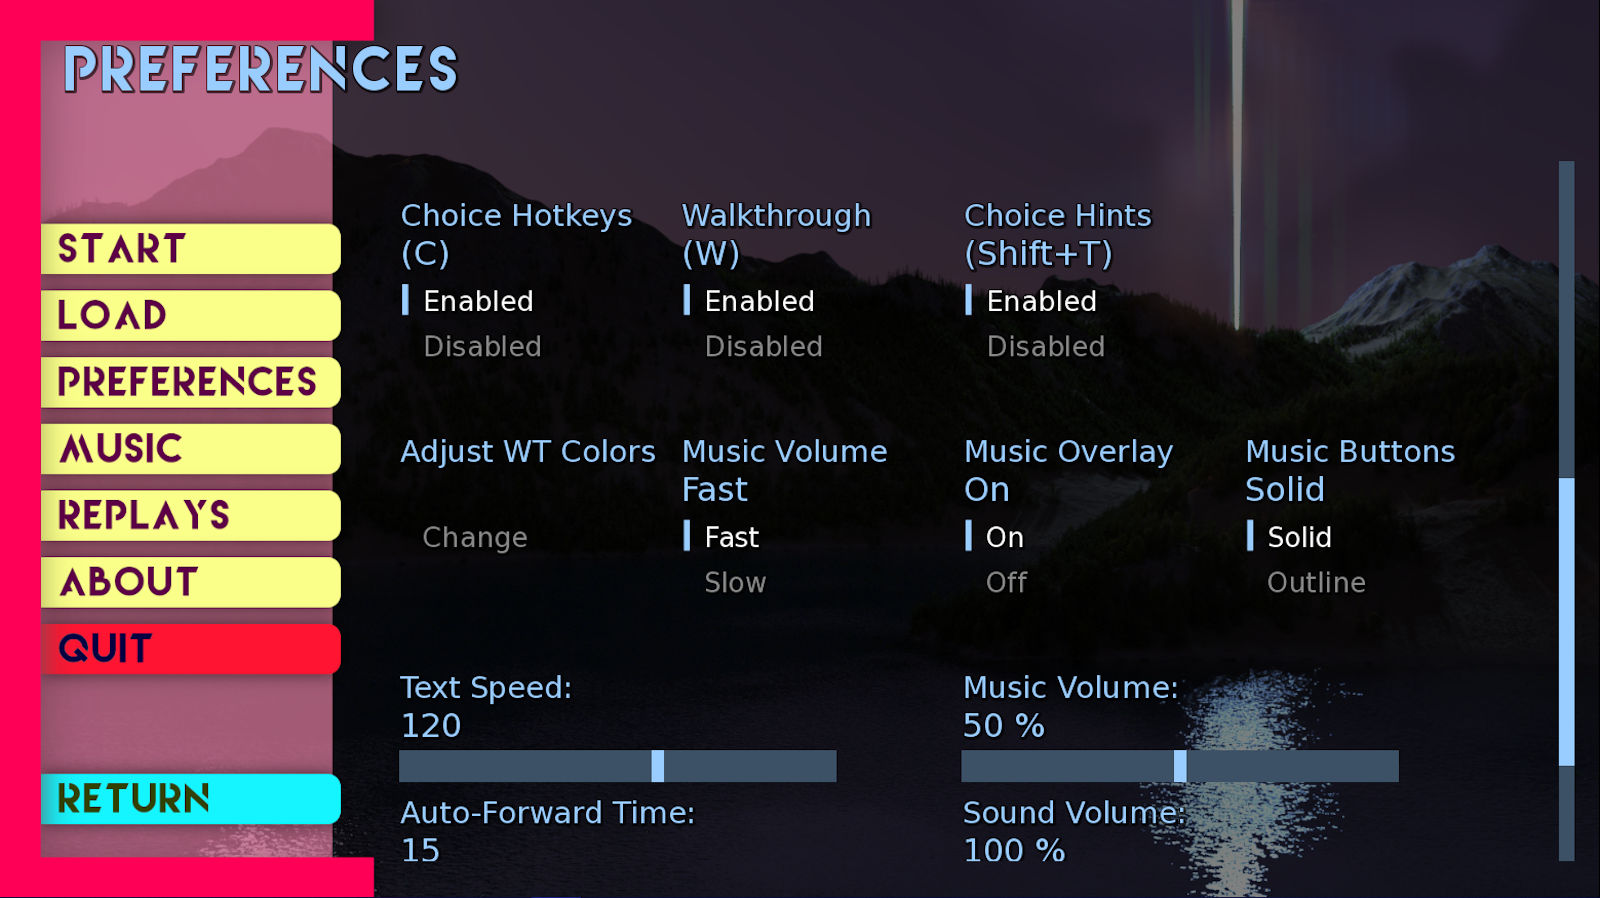 PREFERENCES
START
LOAD
PREFERENCES
MUSIC
REPLAYS
ABOUT
QUIT
RETURN
Choice Hotkeys
(C)
Enabled
Disabled
Walkthrough
(W)
Enabled
Disabled
Choice Hints
(Shift+T)
Enabled
Disabled
Adjust WT Colors
Change
Music Volume
Fast
Fast
Slow
Music Overlay
On
On
Off
Music Buttons
Solid
Solid
Outline
Text Speed:
120
Music Volume:
50 %
Auto-Forward Time:
15
Sound Volume:
100 %